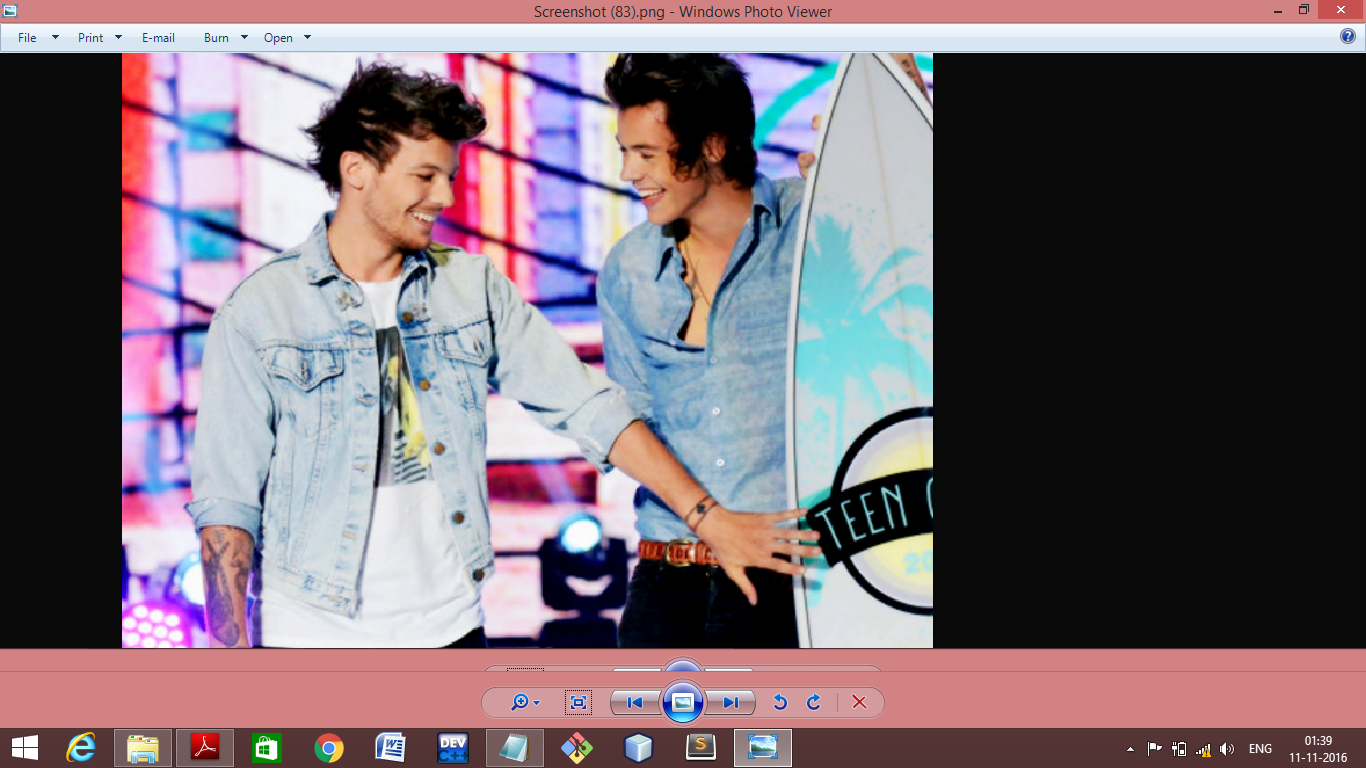 Screenshot (83).png - Windows Photo Viewer
File Print E-mail Burn Open
TEEN
20
DEV
C++
S
ENG
01:39
11-11-2016